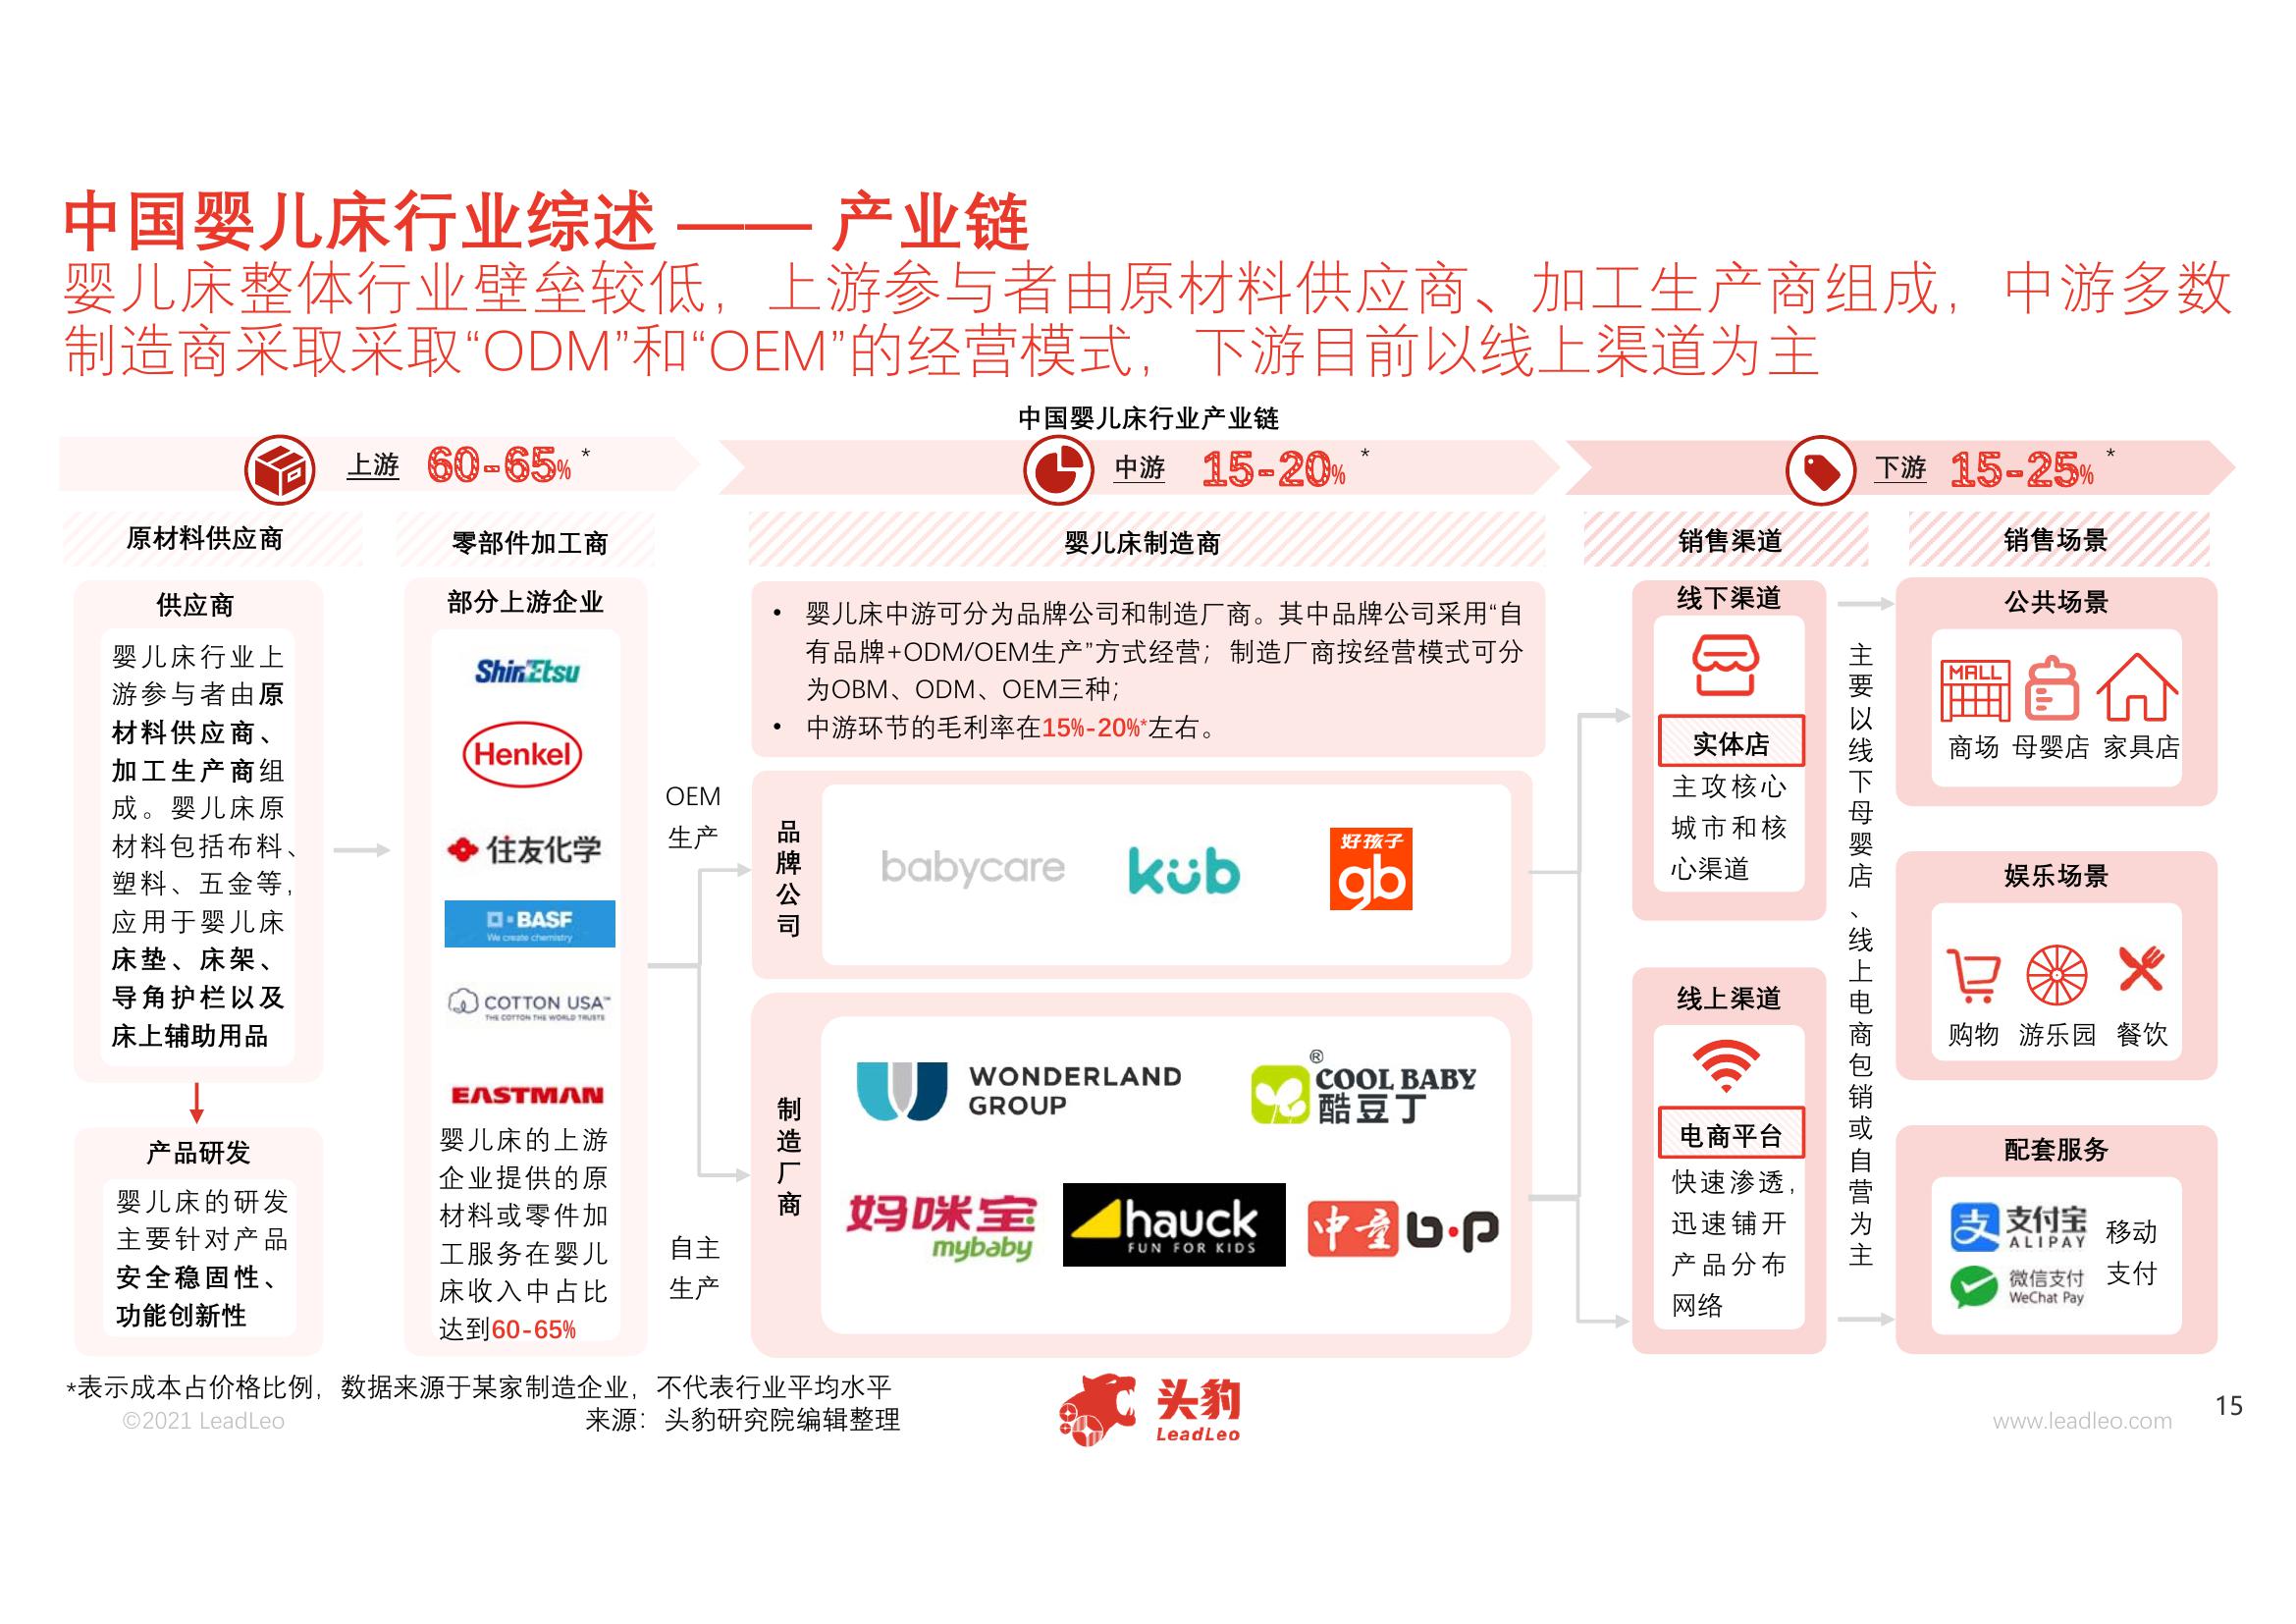 中国婴儿床行业综述 —— 产业链
婴儿床整体行业壁垒较低，上游参与者由原材料供应商、加工生产商组成，中游多数
制造商采取采取“ODM”和“OEM”的经营模式，下游目前以线上渠道为主
中国婴儿床行业产业链
上游 60-65% *
中游 15-20% *
下游 15-25% *
原材料供应商
零部件加工商
婴儿床制造商
销售渠道
销售场景
供应商
婴儿床行业上
游参与者由原
材料供应商、
加工生产商组
成。婴儿床原
材料包括布料、
塑料、五金等，
应用于婴儿床
床垫、床架、
导角护栏以及
床上辅助用品
产品研发
婴儿床的研发
主要针对产品
安全稳固性、
功能创新性
部分上游企业
ShinEtsu
Henkel
住友化学
BASF
We create chemistry
COTTON USA™
THE COTTON THE WORLD TRUSTS
EASTMAN
婴儿床的上游
企业提供的原
材料或零件加
工服务在婴儿
床收入中占比
达到60-65%
OEM
生产
自主
生产
• 婴儿床中游可分为品牌公司和制造厂商。其中品牌公司采用“自
有品牌+ODM/OEM生产”方式经营；制造厂商按经营模式可分
为OBM、ODM、OEM三种；
• 中游环节的毛利率在15%-20%*左右。
品牌公司
babycare
küb
好孩子
gb
制造厂商
WONDERLAND
GROUP
®
COOL BABY
酷豆丁
妈咪宝
mybaby
hauck
FUN FOR KIDS
中童 b·p
线下渠道
实体店
主攻核心
城市和核
心渠道
线上渠道
电商平台
快速渗透，
迅速铺开
产品分布
网络
主要以线下母婴店、线上电商包销或自营为主
公共场景
MALL
商场 母婴店 家具店
娱乐场景
购物 游乐园 餐饮
配套服务
支 支付宝
ALIPAY
微信支付
WeChat Pay
移动
支付
*表示成本占价格比例，数据来源于某家制造企业，不代表行业平均水平
©2021 LeadLeo
来源：头豹研究院编辑整理
头豹
LeadLeo
www.leadleo.com
15